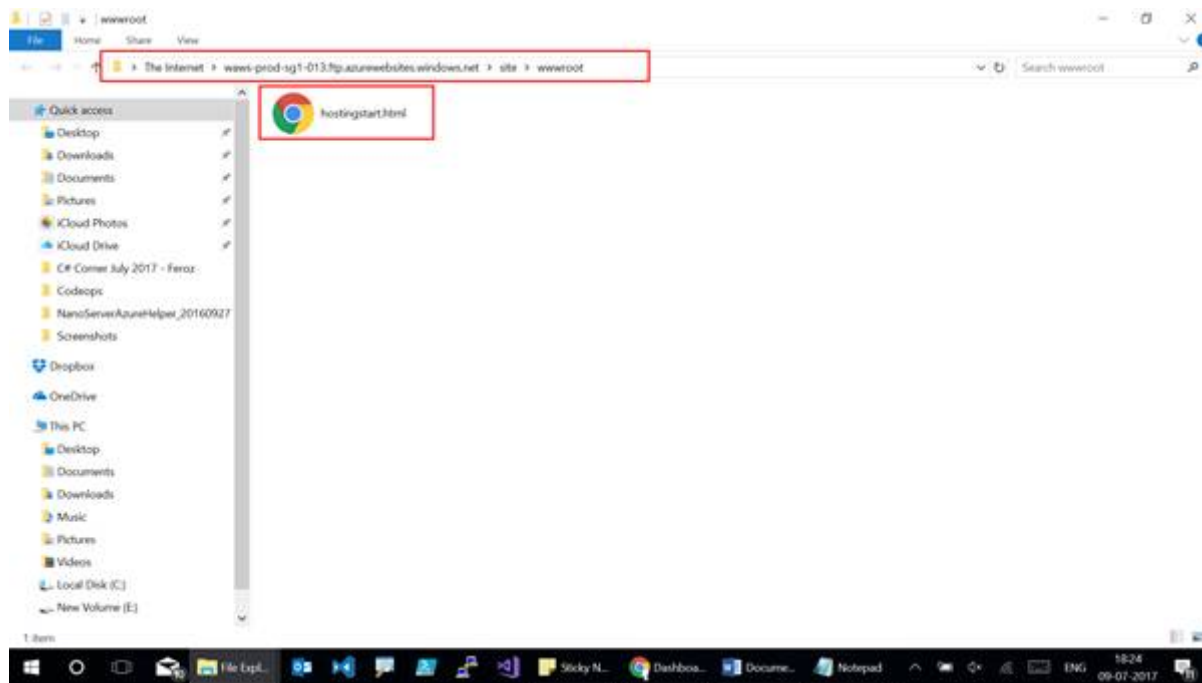 wwwroot
File Home Share View
The Internet › waws-prod-sg1-013.ftp.azurewebsites.windows.net › site › wwwroot
Search wwwroot
Quick access
Desktop
Downloads
Documents
Pictures
iCloud Photos
iCloud Drive
C# Corner July 2017 - Feroz
Codeops
NanoServerAzureHelper_20160927
Screenshots
Dropbox
OneDrive
This PC
Desktop
Documents
Downloads
Music
Pictures
Videos
Local Disk (C:)
New Volume (E:)
hostingstart.html
1 item
File Expl... Sticky N... Dashboa... Docume... Notepad ENG 18:24
09-07-2017